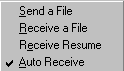 Send a File
Receive a File
Receive Resume
Auto Receive